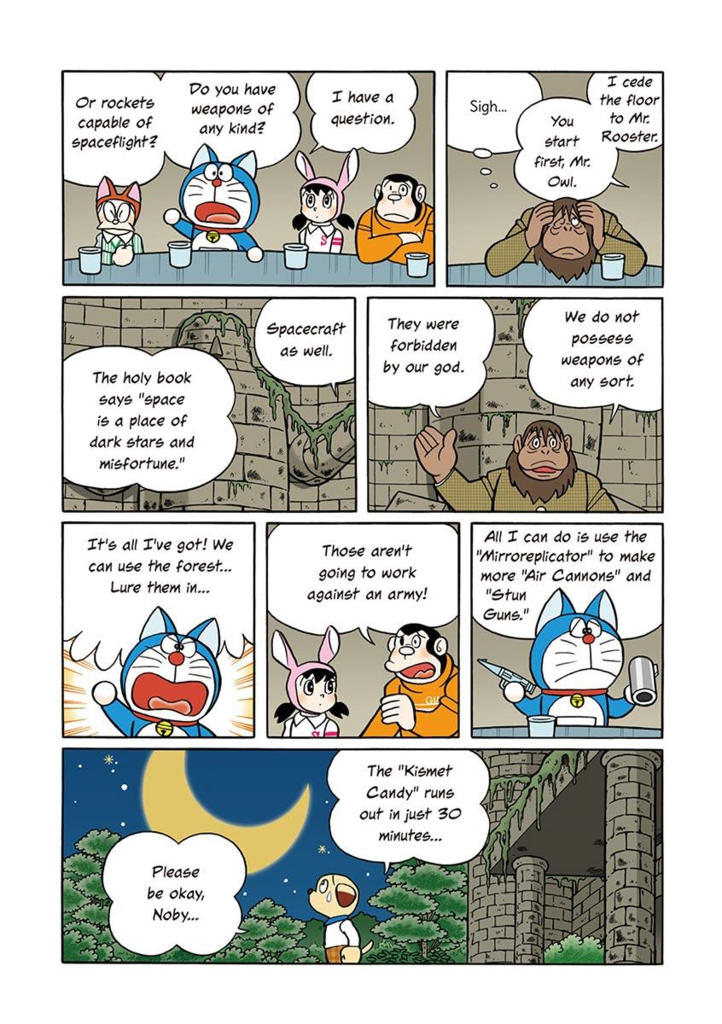 I cede
the floor
to Mr.
Rooster.
You
start
first, Mr.
Owl.
Sigh...
I have a
question.
Do you have
weapons of
any kind?
Or rockets
capable of
spaceflight?
We do not
possess
weapons of
any sort.
They were
forbidden
by our god.
Spacecraft
as well.
The holy book
says "space
is a place of
dark stars and
misfortune."
All I can do is use the
"Mirroreplicator" to make
more "Air Cannons" and
"Stun
Guns."
Those aren't
going to work
against an army!
It's all I've got! We
can use the forest...
Lure them in...
The "Kismet
Candy" runs
out in just 30
minutes...
Please
be okay,
Noby...